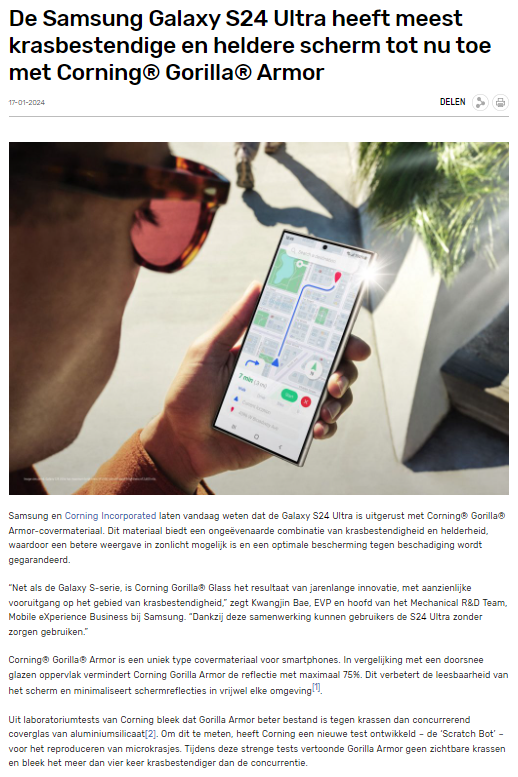 De Samsung Galaxy S24 Ultra heeft meest
krasbestendige en heldere scherm tot nu toe
met Corning® Gorilla® Armor
17-01-2024
DELEN
7 min
Start
Samsung en Corning Incorporated laten vandaag weten dat de Galaxy S24 Ultra is uitgerust met Corning® Gorilla®
Armor-covermateriaal. Dit materiaal biedt een ongeëvenaarde combinatie van krasbestendigheid en helderheid,
waardoor een betere weergave in zonlicht mogelijk is en een optimale bescherming tegen beschadiging wordt
gegarandeerd.
“Net als de Galaxy S-serie, is Corning Gorilla® Glass het resultaat van jarenlange innovatie, met aanzienlijke
vooruitgang op het gebied van krasbestendigheid,” zegt Kwangjin Bae, EVP en hoofd van het Mechanical R&D Team,
Mobile eXperience Business bij Samsung. “Dankzij deze samenwerking kunnen gebruikers de S24 Ultra zonder
zorgen gebruiken.”
Corning® Gorilla® Armor is een uniek type covermateriaal voor smartphones. In vergelijking met een doorsnee
glazen oppervlak vermindert Corning Gorilla Armor de reflectie met maximaal 75%. Dit verbetert de leesbaarheid van
het scherm en minimaliseert schermreflecties in vrijwel elke omgeving[1].
Uit laboratoriumtests van Corning bleek dat Gorilla Armor beter bestand is tegen krassen dan concurrerend
coverglas van aluminiumsilicaat[2]. Om dit te meten, heeft Corning een nieuwe test ontwikkeld – de ‘Scratch Bot’ –
voor het reproduceren van microkrasjes. Tijdens deze strenge tests vertoonde Gorilla Armor geen zichtbare krassen
en bleek het meer dan vier keer krasbestendiger dan de concurrentie.